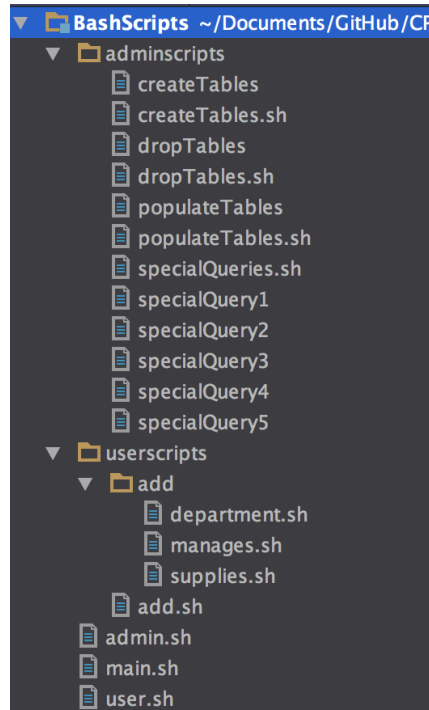 BashScripts ~/Documents/GitHub/CP
adminscripts
createTables
createTables.sh
dropTables
dropTables.sh
populateTables
populateTables.sh
specialQueries.sh
specialQuery1
specialQuery2
specialQuery3
specialQuery4
specialQuery5
userscripts
add
department.sh
manages.sh
supplies.sh
add.sh
admin.sh
main.sh
user.sh